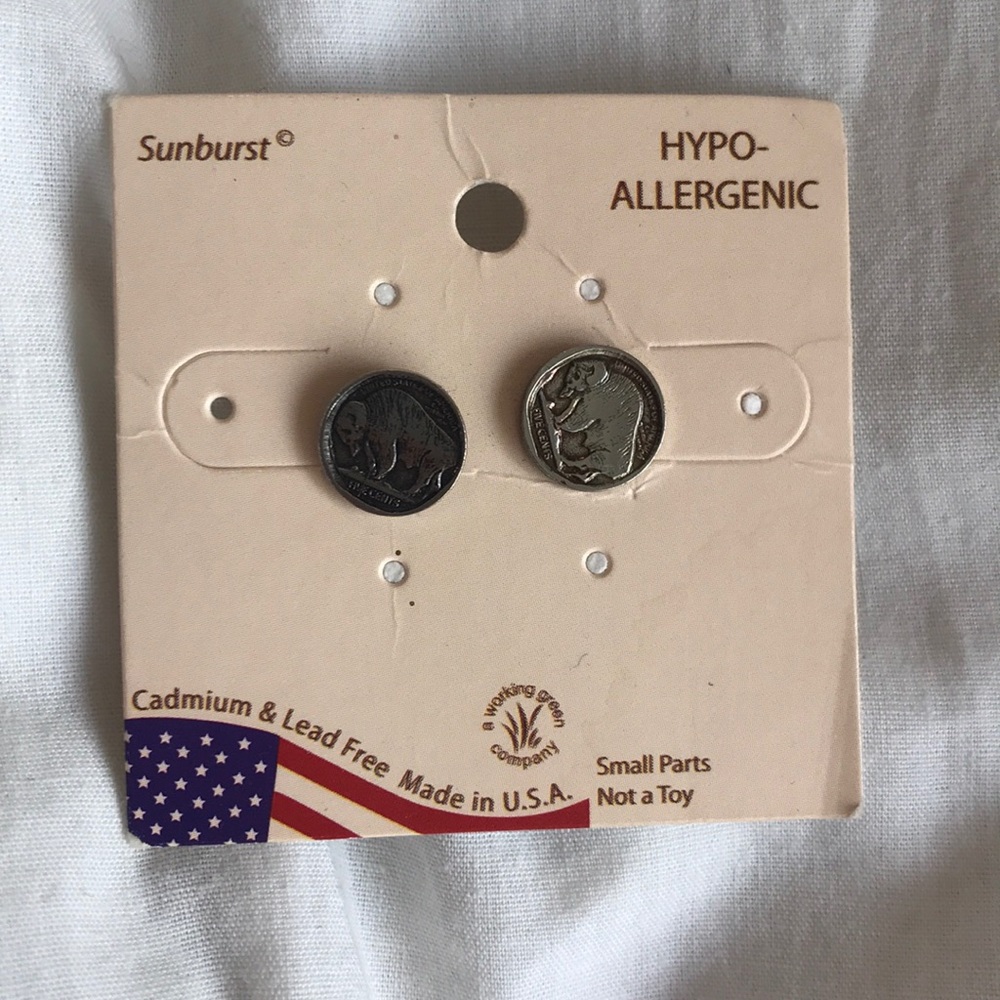 Sunburst©
HYPO-
ALLERGENIC
FIVE CENTS
FIVE CENTS
Cadmium & Lead Free Made in U.S.A.
a working green
company
Small Parts
Not a Toy